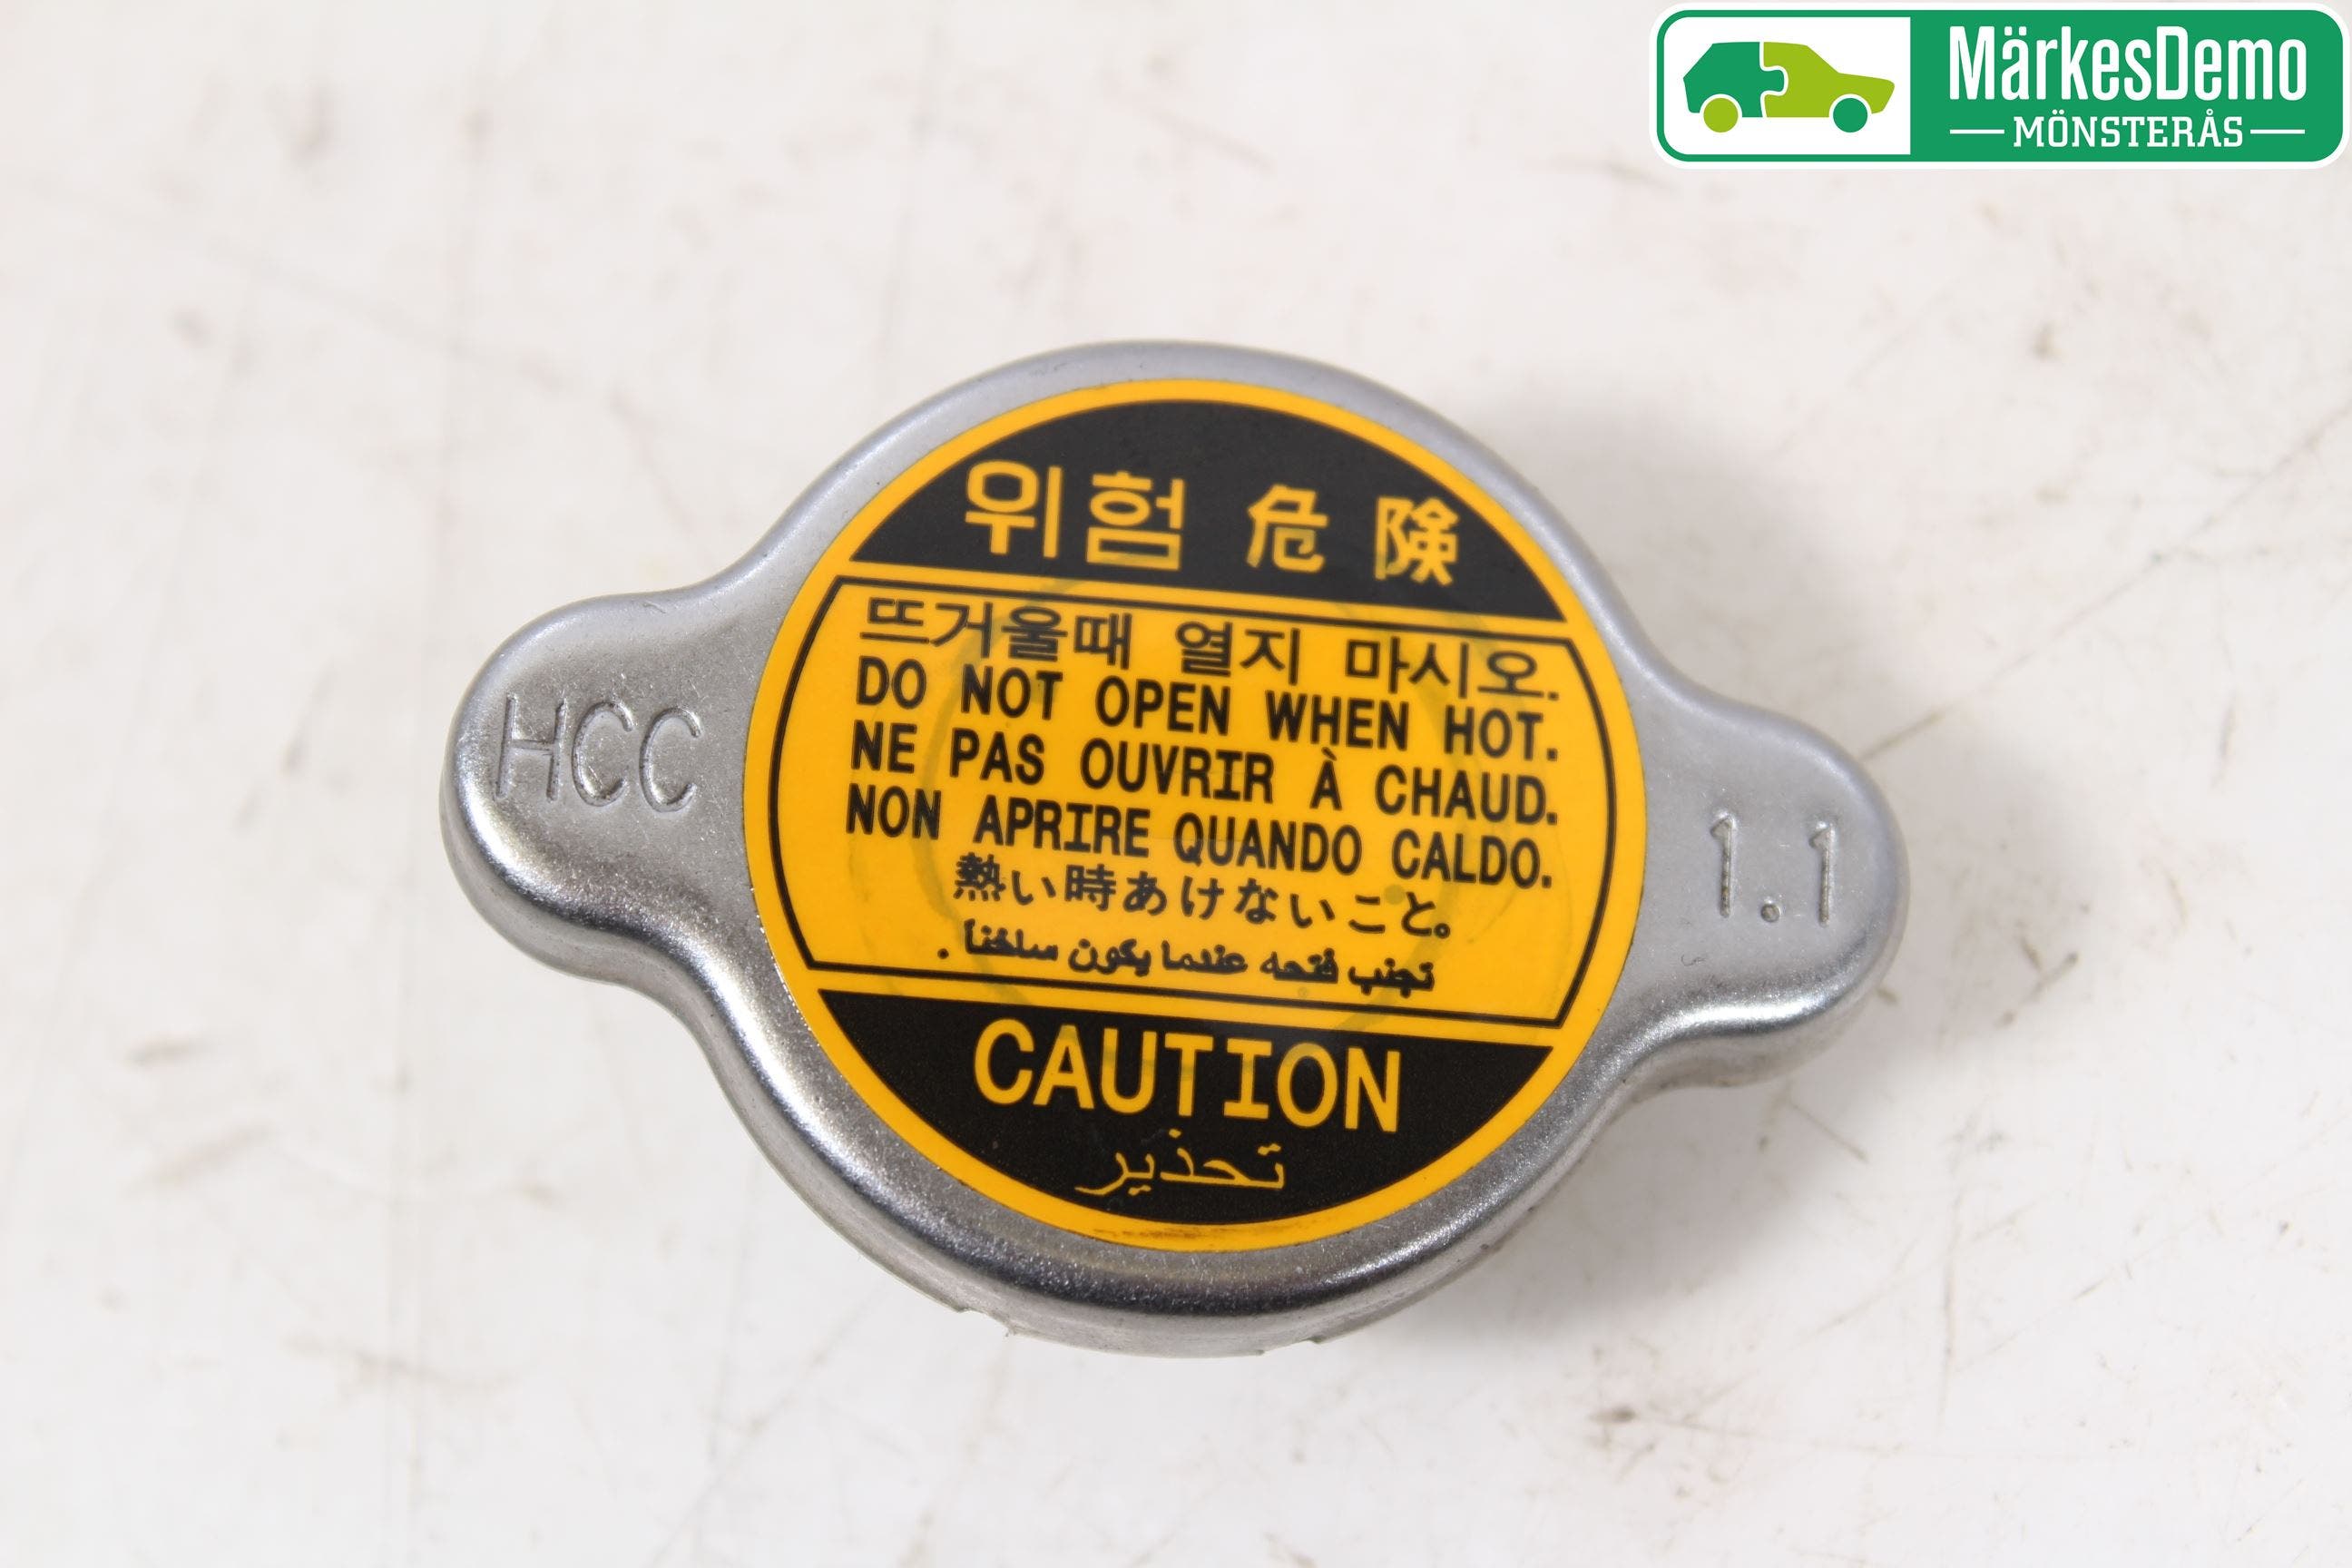 MärkesDemo
MÖNSTERÅS
위험 危険
뜨거울때 열지 마시오.
DO NOT OPEN WHEN HOT.
NE PAS OUVRIR À CHAUD.
NON APRIRE QUANDO CALDO.
熱い時あけないこと。
تجنب فتحه عندما يكون ساخناً .
CAUTION
تحذير
HCC
1.1